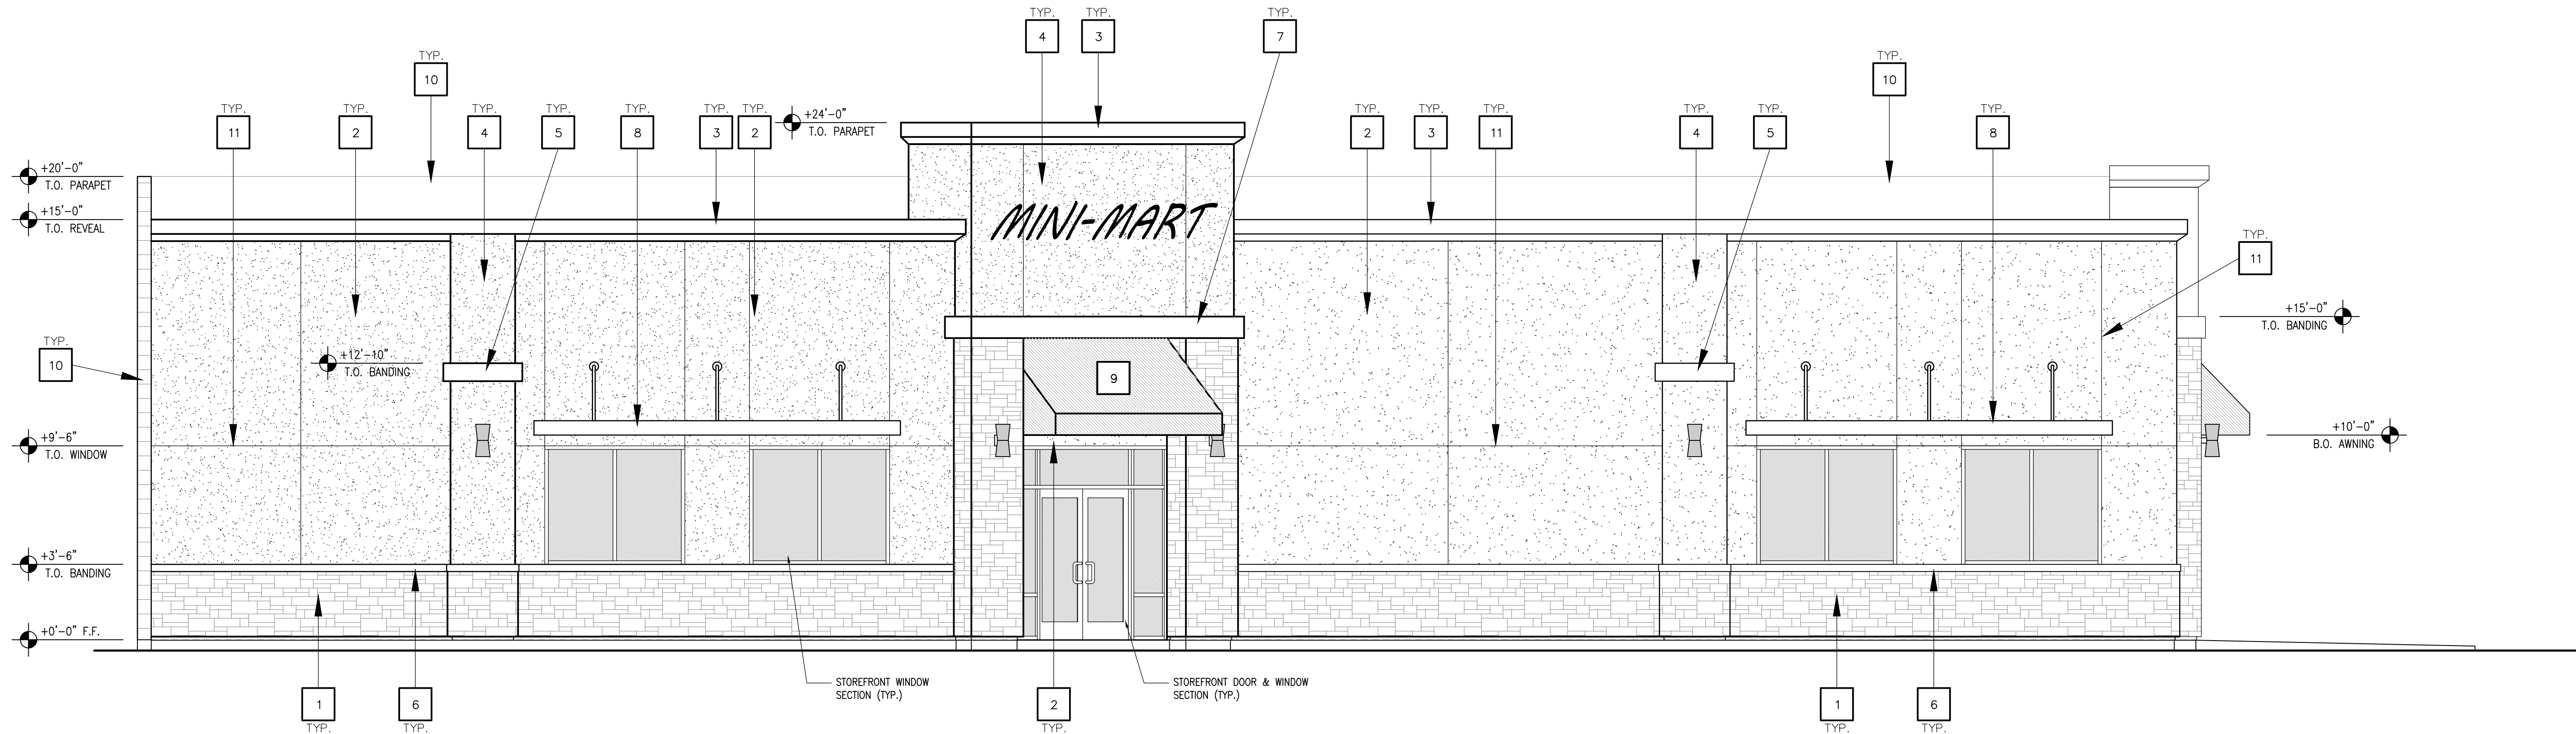 TYP.
4
TYP.
3
TYP.
7
TYP.
10
TYP.
10
TYP.
11
TYP.
2
TYP.
4
TYP.
5
TYP.
8
TYP.
3
TYP.
2
+24'-0"
T.O. PARAPET
TYP.
2
TYP.
3
TYP.
11
TYP.
4
TYP.
5
TYP.
8
+20'-0"
T.O. PARAPET
+15'-0"
T.O. REVEAL
MINI-MART
TYP.
11
+15'-0"
T.O. BANDING
TYP.
10
+12'-10"
T.O. BANDING
9
+9'-6"
T.O. WINDOW
+10'-0"
B.O. AWNING
+3'-6"
T.O. BANDING
+0'-0" F.F.
STOREFRONT WINDOW
SECTION (TYP.)
STOREFRONT DOOR & WINDOW
SECTION (TYP.)
1
TYP.
6
TYP.
2
TYP.
1
TYP.
6
TYP.